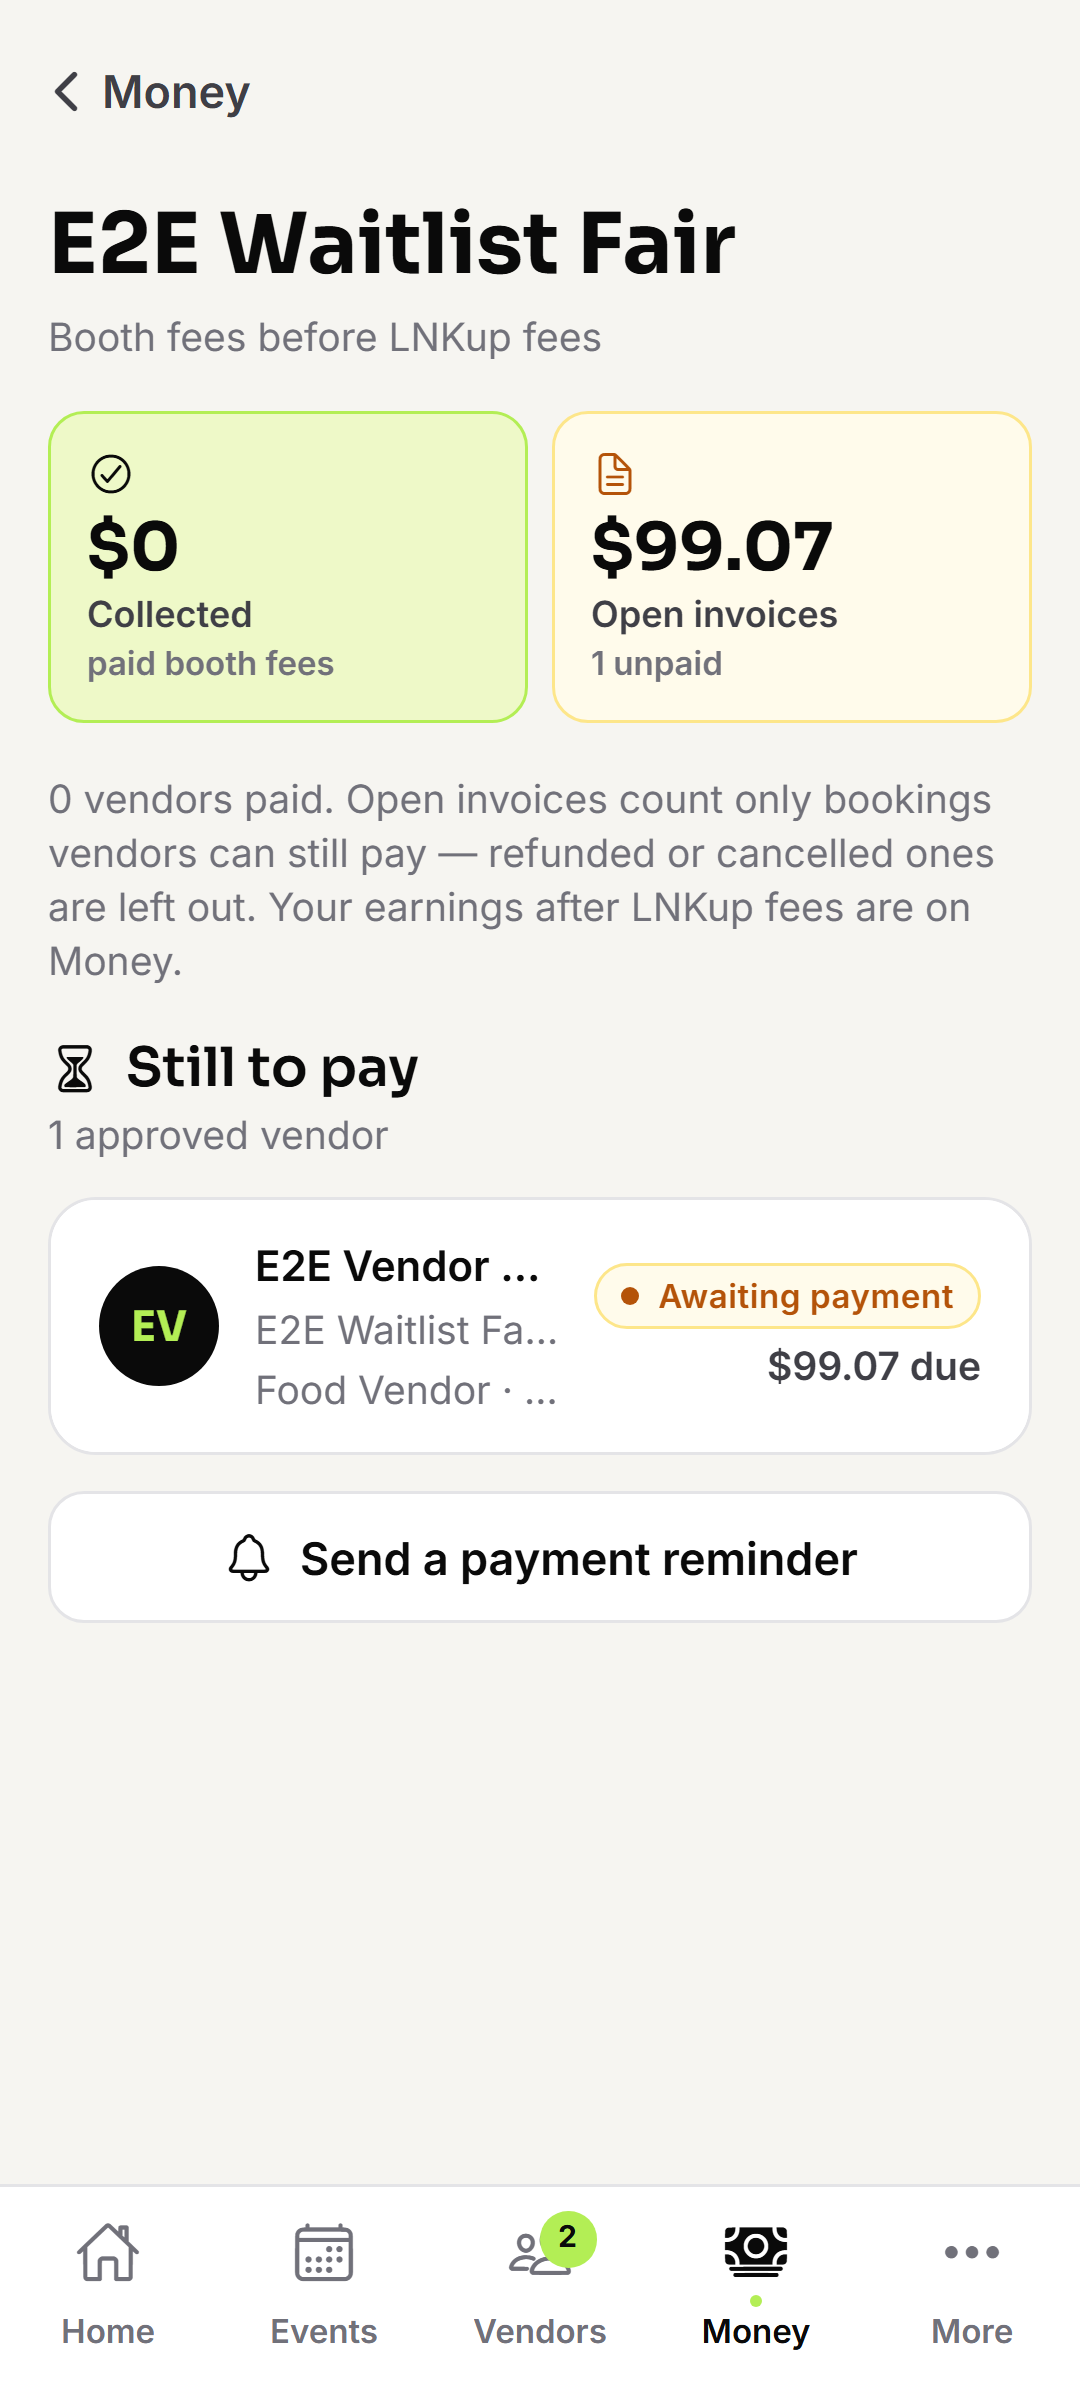 Money
E2E Waitlist Fair
Booth fees before LNKup fees
$0
Collected
paid booth fees
$99.07
Open invoices
1 unpaid
0 vendors paid. Open invoices count only bookings
vendors can still pay — refunded or cancelled ones
are left out. Your earnings after LNKup fees are on
Money.
Still to pay
1 approved vendor
EV
E2E Vendor ...
E2E Waitlist Fa...
Food Vendor · ...
Awaiting payment
$99.07 due
Send a payment reminder
2
Home
Events
Vendors
Money
More